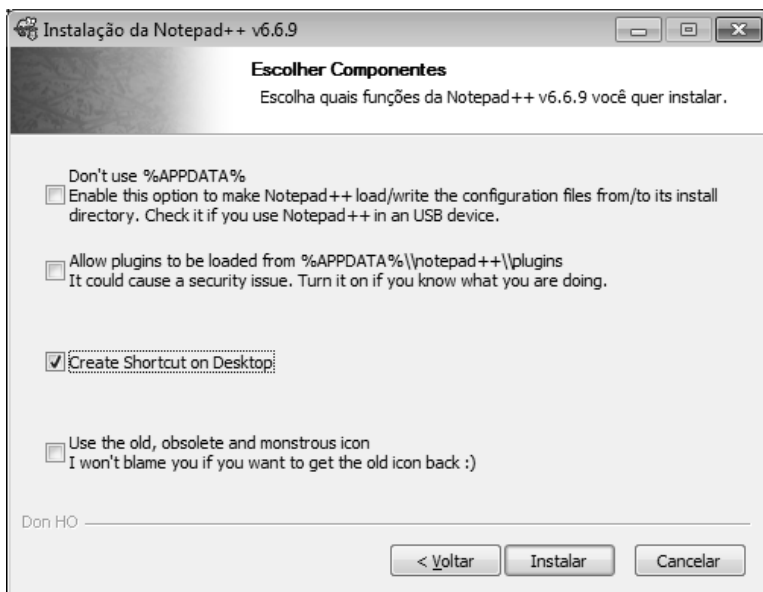 Instalação da Notepad++ v6.6.9
Escolher Componentes
Escolha quais funções da Notepad++ v6.6.9 você quer instalar.
Don't use %APPDATA%
Enable this option to make Notepad++ load/write the configuration files from/to its install
directory. Check it if you use Notepad++ in an USB device.
Allow plugins to be loaded from %APPDATA%\\notepad++\\plugins
It could cause a security issue. Turn it on if you know what you are doing.
Create Shortcut on Desktop
Use the old, obsolete and monstrous icon
I won't blame you if you want to get the old icon back :)
Don HO
< Voltar Instalar Cancelar